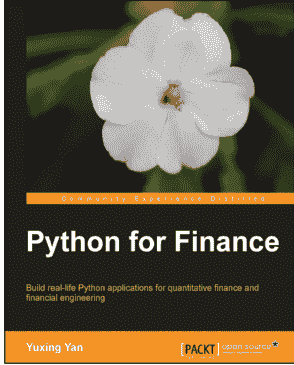 Community Experience Distilled
Python for Finance
Build real-life Python applications for quantitative finance and
financial engineering
Yuxing Yan
[PACKT] open source*
PUBLISHING